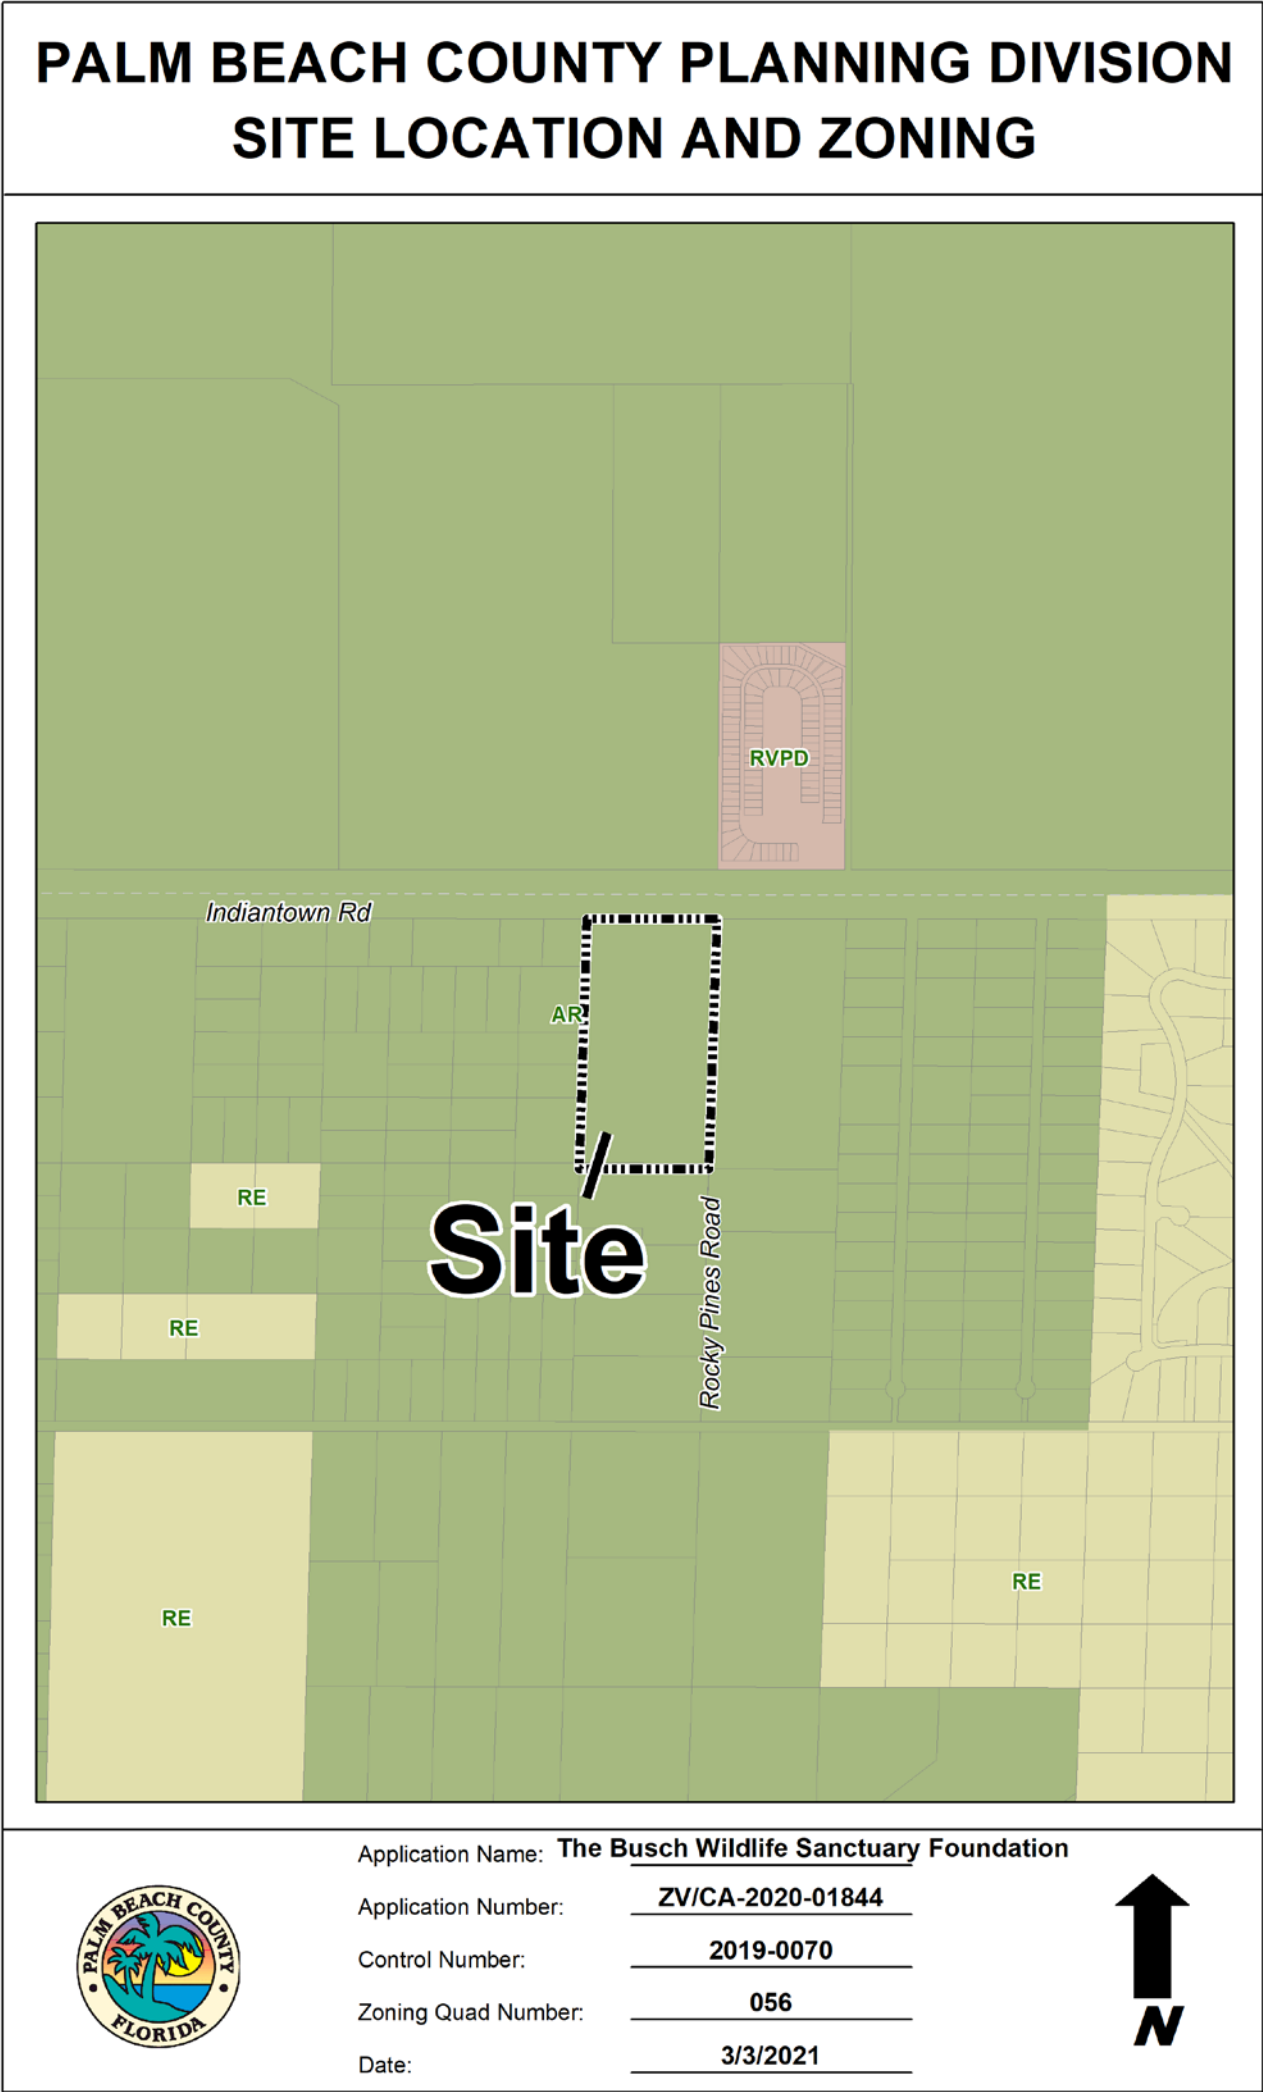 PALM BEACH COUNTY PLANNING DIVISION
SITE LOCATION AND ZONING
RVPD
Indiantown Rd
AR
RE
Site
Rocky Pines Road
RE
RE
RE
Application Name: The Busch Wildlife Sanctuary Foundation
Application Number: ZV/CA-2020-01844
Control Number: 2019-0070
Zoning Quad Number: 056
Date: 3/3/2021
PALM BEACH COUNTY
FLORIDA
N